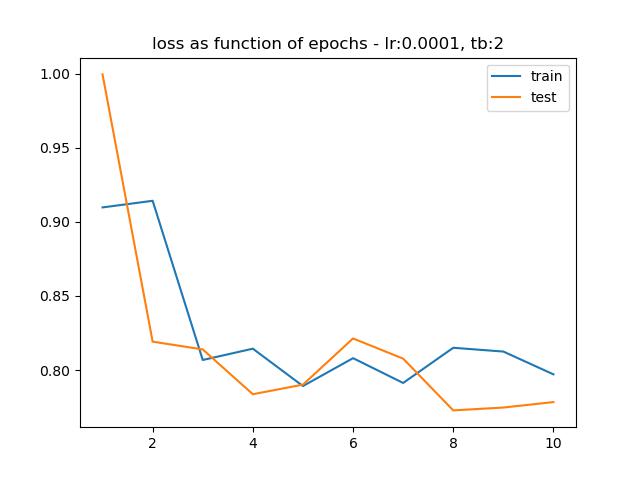 loss as function of epochs - lr:0.0001, tb:2
train
test
1.00
0.95
0.90
0.85
0.80
2 4 6 8 10